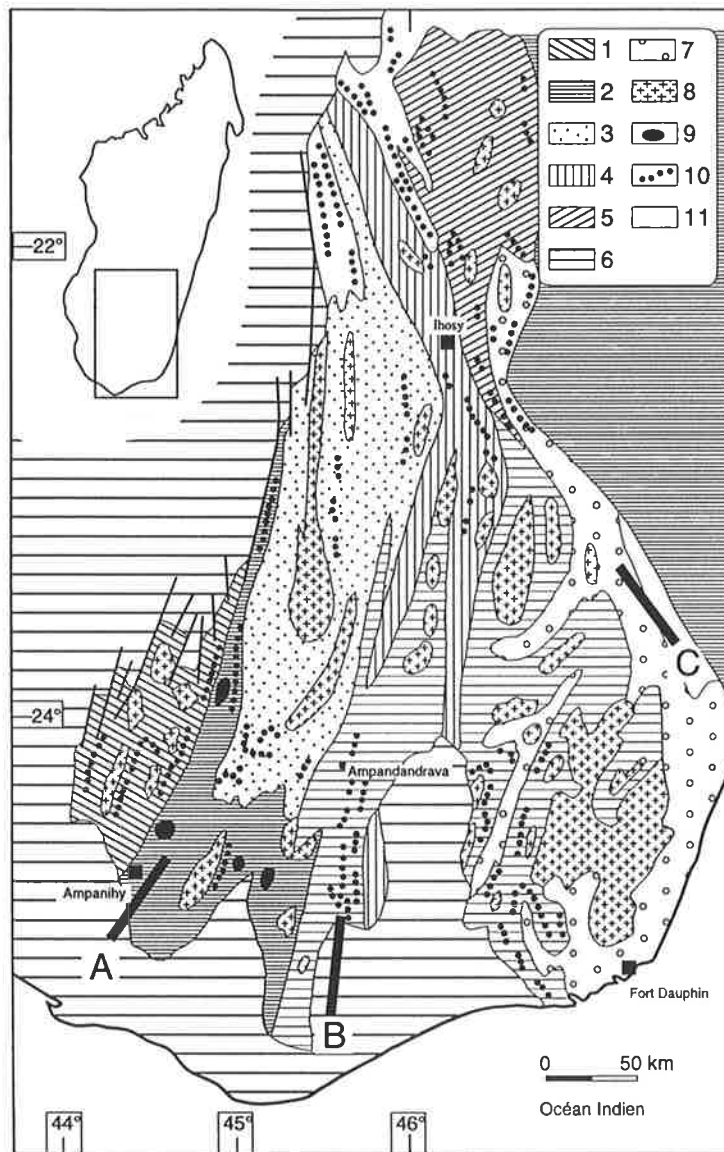 1 7
2 8
3 9
4 10
5 11
6
22°
Ihosy
24°
C
Ampandandrava
Ampanihy
A
Fort Dauphin
B
0 50 km
Océan Indien
44° 45° 46°